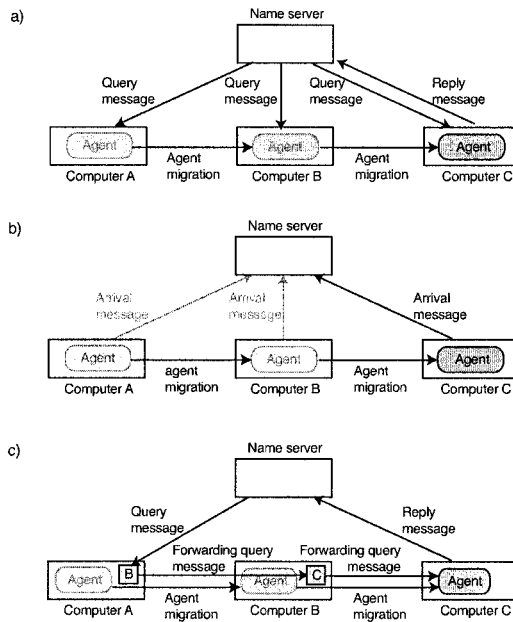 a)
Name server
Query
message
Query
message
Query
message
Reply
message
Agent
Agent
Agent
Agent
migration
Agent
migration
Computer A
Computer B
Computer C
b)
Name server
Arrival
message
Arrival
message
Arrival
message
Agent
Agent
Agent
agent
migration
Agent
migration
Computer A
Computer B
Computer C
c)
Name server
Query
message
Reply
message
Forwarding query
message
Forwarding query
message
Agent
B
Agent
C
Agent
Agent
migration
Agent
migration
Computer A
Computer B
Computer C